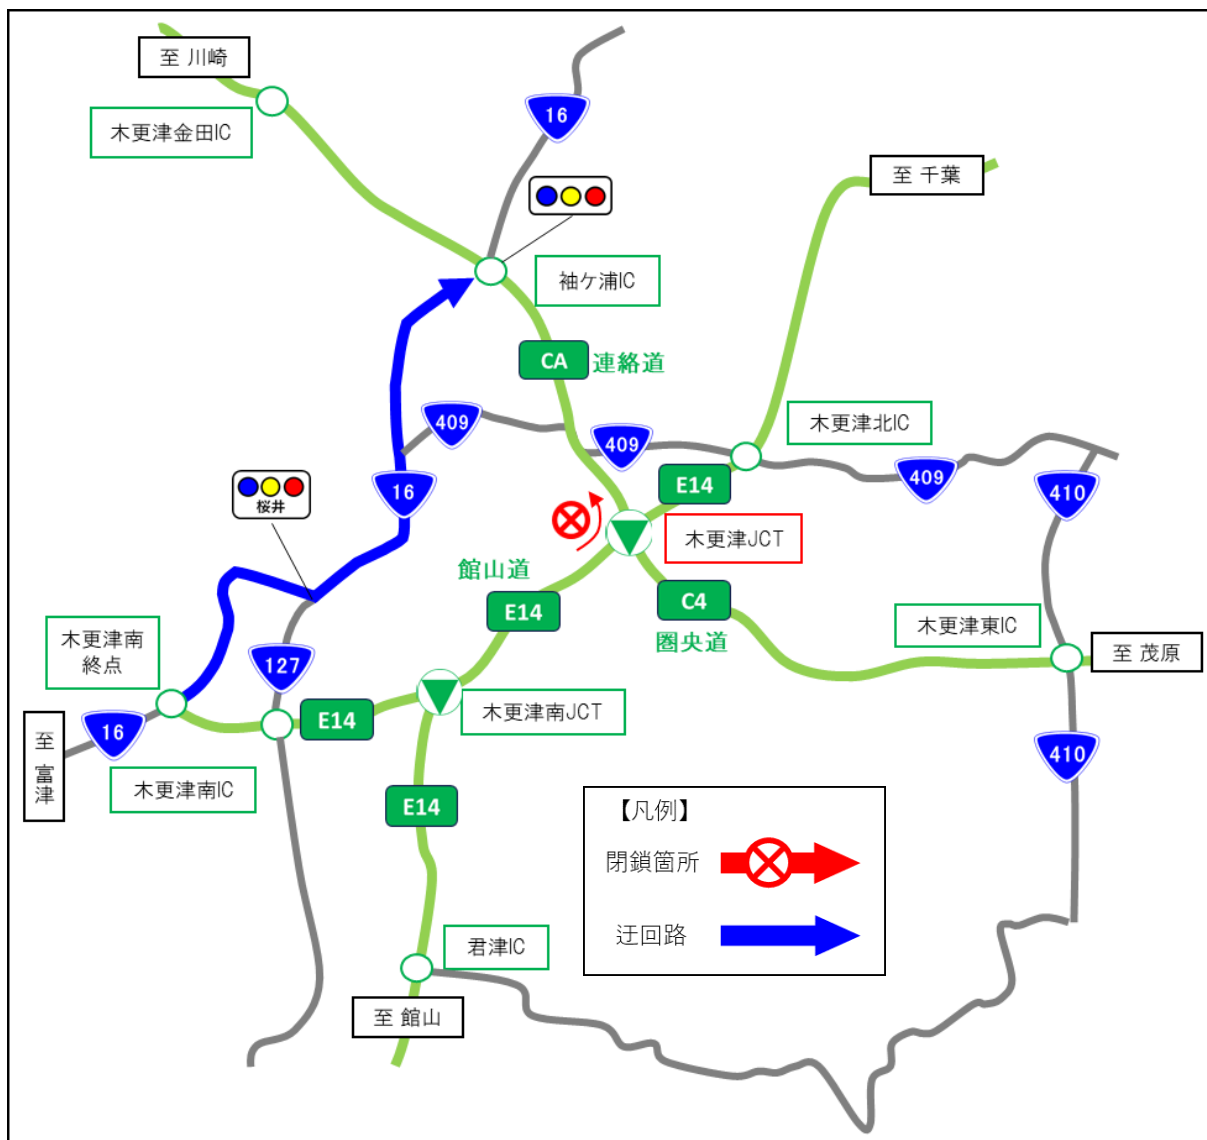 至 川崎
木更津金田IC
16
至 千葉
袖ケ浦IC
CA
連絡道
409
409
木更津北IC
409
410
16
桜井
E14
木更津JCT
館山道
E14
C4
圏央道
木更津東IC
至 茂原
木更津南
終点
127
16
E14
木更津南JCT
至
富
津
木更津南IC
E14
410
【凡例】
閉鎖箇所
迂回路
君津IC
至 館山